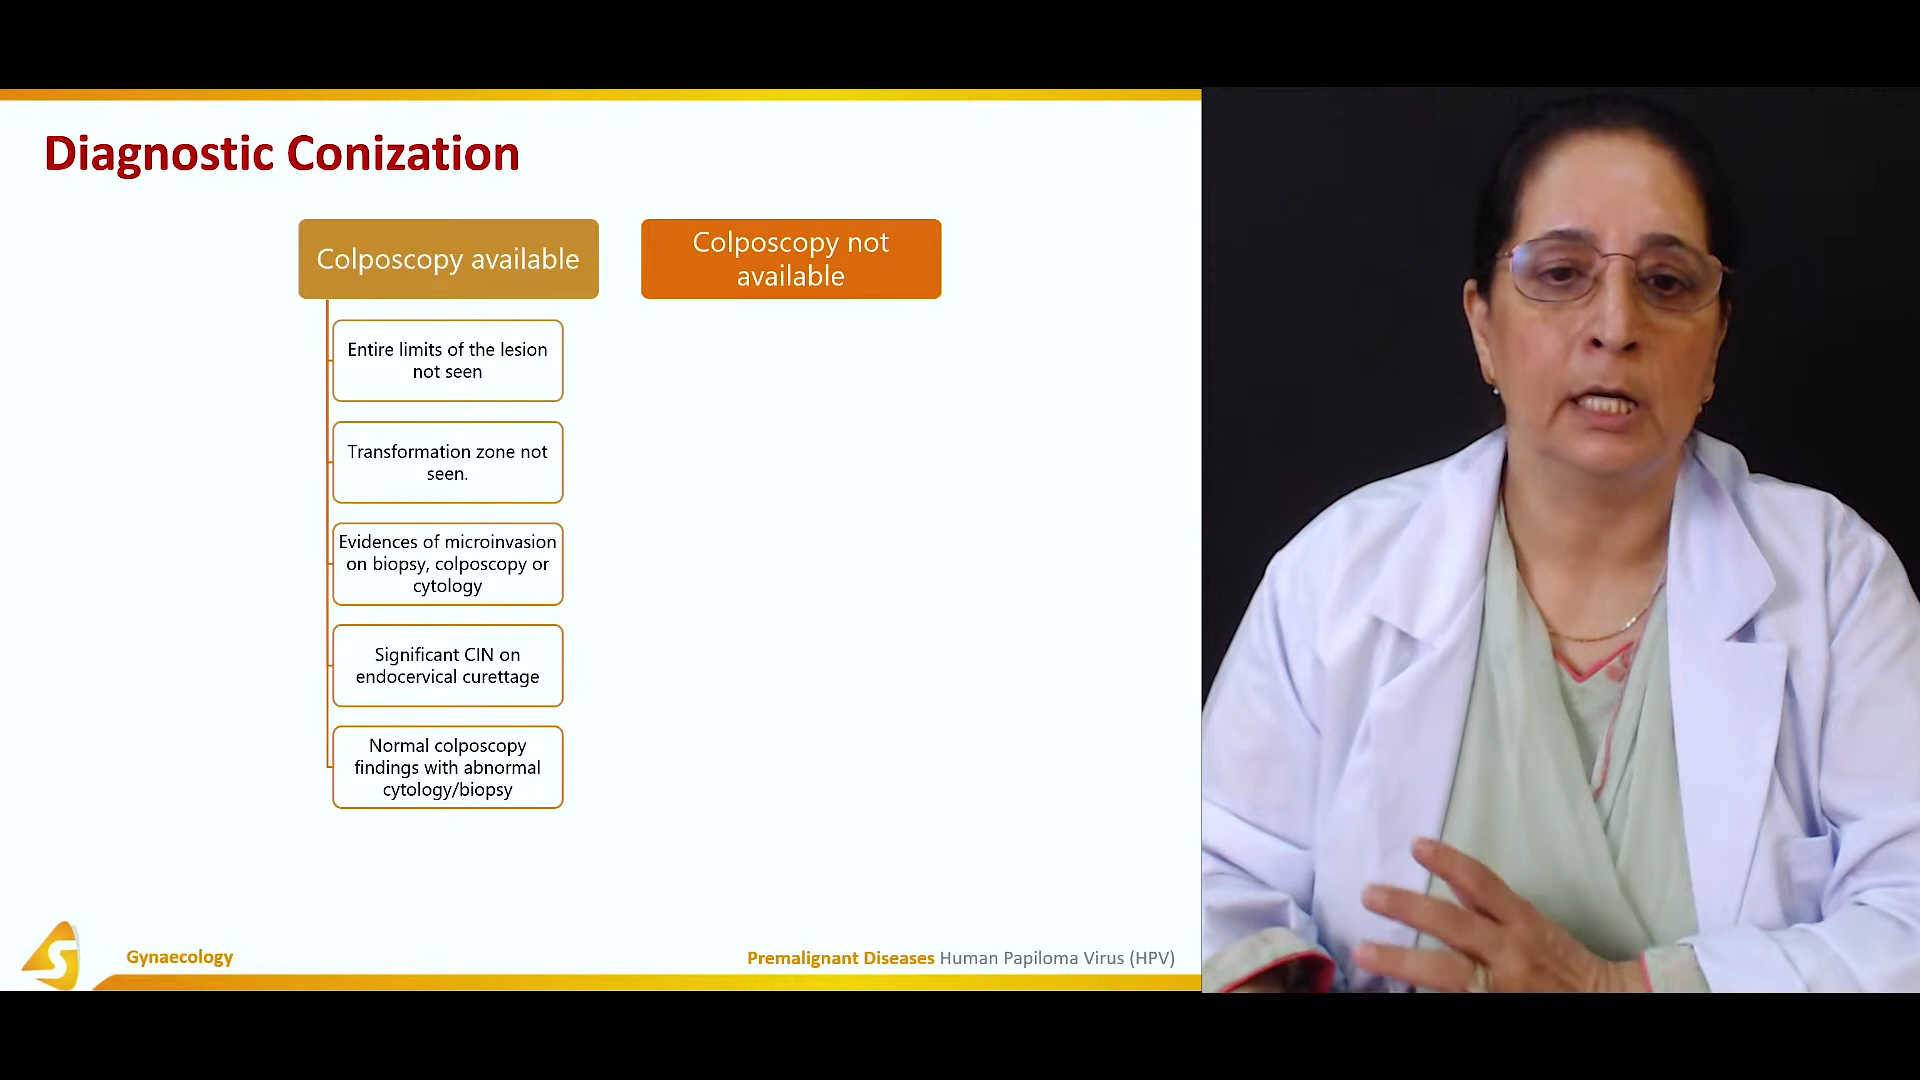 Diagnostic Conization
Colposcopy available
Entire limits of the lesion
not seen
Transformation zone not
seen.
Evidences of microinvasion
on biopsy, colposcopy or
cytology
Significant CIN on
endocervical curettage
Normal colposcopy
findings with abnormal
cytology/biopsy
Colposcopy not
available
S
Gynaecology
Premalignant Diseases Human Papiloma Virus (HPV)